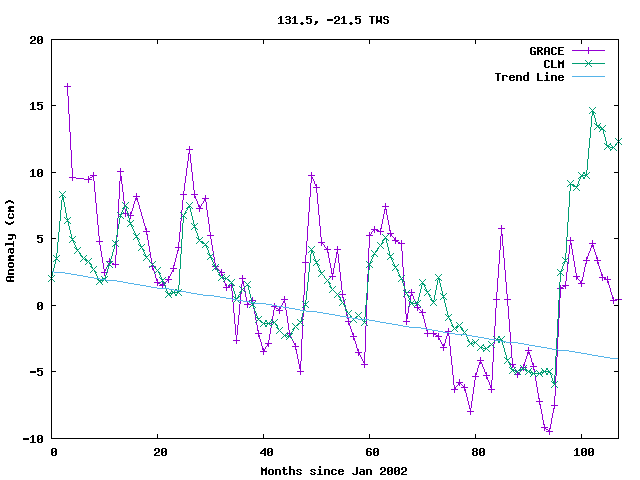 131.5, -21.5 TWS
GRACE
CLM
Trend Line
20
15
10
5
0
-5
-10
Anomaly (cm)
0 20 40 60 80 100
Months since Jan 2002